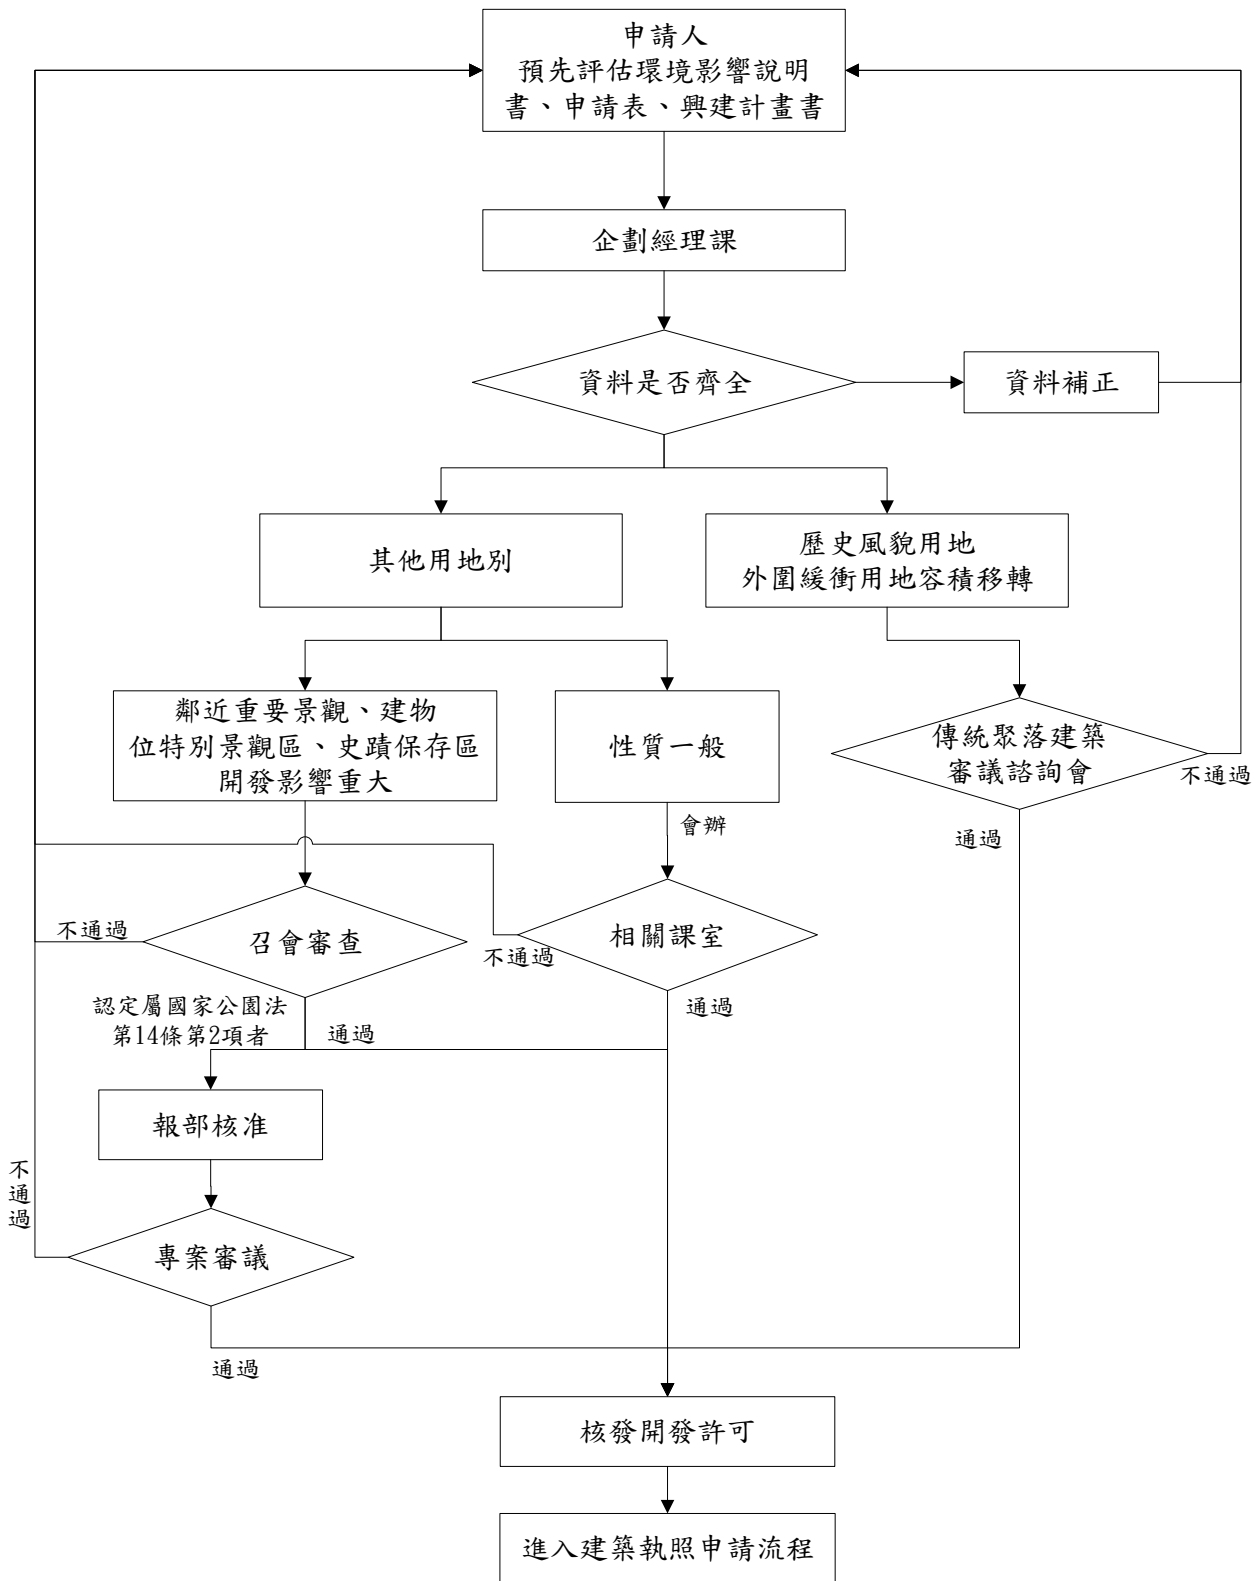 申請人
預先評估環境影響說明
書、申請表、興建計畫書
企劃經理課
資料是否齊全
資料補正
其他用地別
歷史風貌用地
外圍緩衝用地容積移轉
鄰近重要景觀、建物
位特別景觀區、史蹟保存區
開發影響重大
性質一般
傳統聚落建築
審議諮詢會
不通過
會辦
通過
不通過
召會審查
不通過
相關課室
認定屬國家公園法
第14條第2項者
通過
通過
報部核准
不
通
過
專案審議
通過
核發開發許可
進入建築執照申請流程